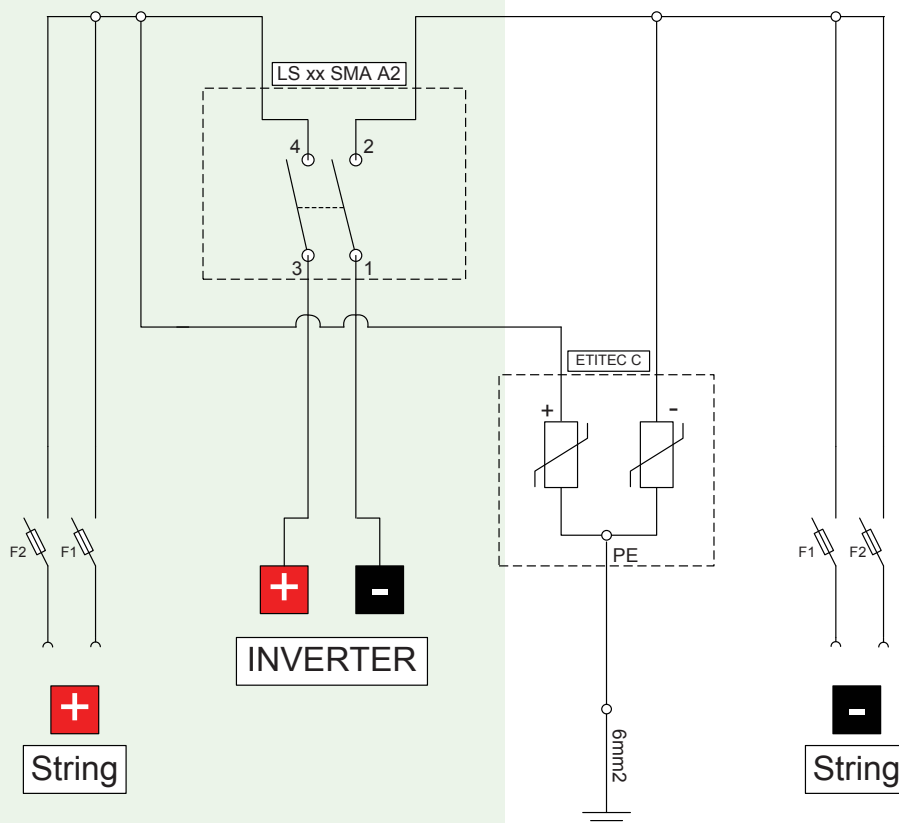 LS xx SMA A2
4
2
3
1
ETITEC C
+
-
F2
F1
F1
F2
PE
+
-
INVERTER
+
-
6mm2
String
String